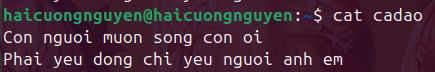 haicuongnguyen@haicuongnguyen:~$ cat cadao
Con nguoi muon song con oi
Phai yeu dong chi yeu nguoi anh em